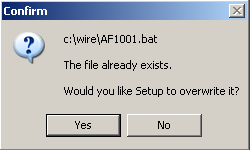 Confirm
c:\wire\AF1001.bat
The file already exists.
Would you like Setup to overwrite it?
Yes
No